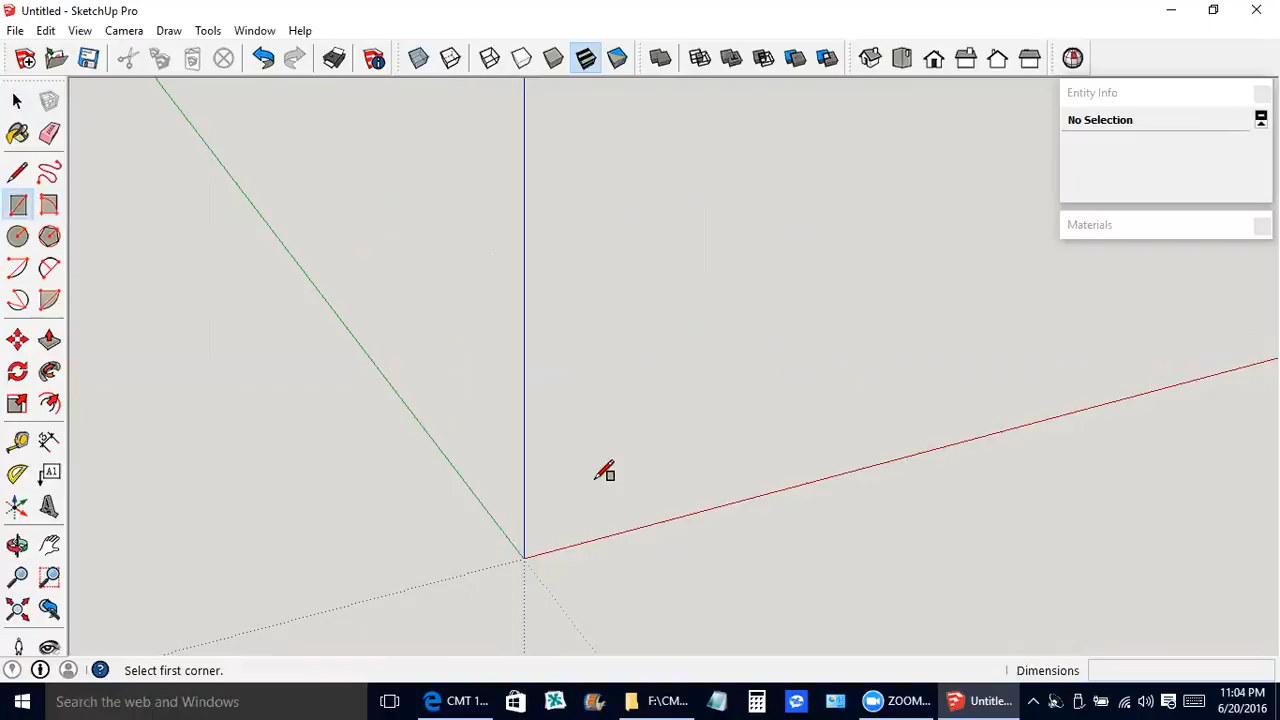 Untitled - SketchUp Pro
File Edit View Camera Draw Tools Window Help
Entity Info
No Selection
Materials
A1
Select first corner.
Dimensions
Search the web and Windows
CMT 1...
F:\CM...
ZOOM...
Untitle...
11:04 PM
6/20/2016